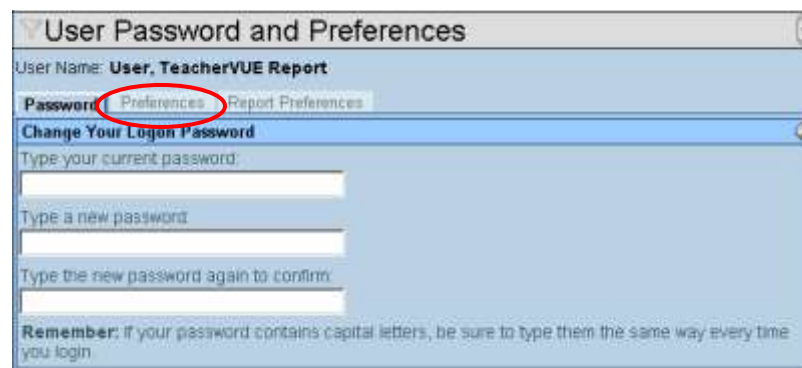 User Password and Preferences
User Name: User, TeacherVUE Report
Password Preferences Report Preferences
Change Your Logon Password
Type your current password:
Type a new password:
Type the new password again to confirm:
Remember: If your password contains capital letters, be sure to type them the same way every time
you login.